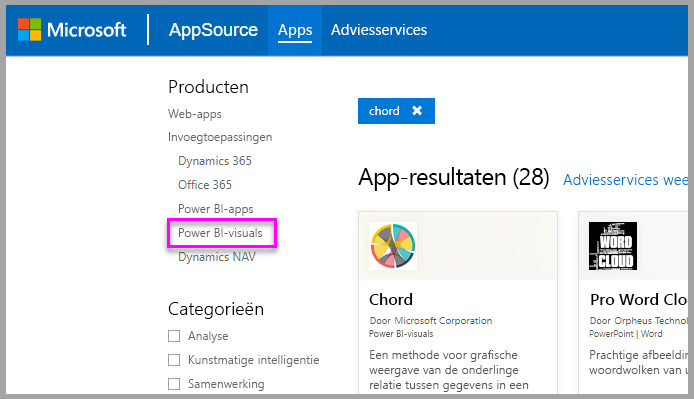 Microsoft AppSource Apps Adviesservices
Producten
Web-apps
Invoegtoepassingen
Dynamics 365
Office 365
Power BI-apps
Power BI-visuals
Dynamics NAV
Categorieën
Analyse
Kunstmatige intelligentie
Samenwerking
chord ✖
App-resultaten (28) Adviesservices wee
Chord
Door Microsoft Corporation
Power BI-visuals
Een methode voor grafische
weergave van de onderlinge
relatie tussen gegevens in een
WORD
CLOUD
Pro Word Clo
Door Orpheus Technol
PowerPoint | Word
Prachtige afbeeldin
woordwolken van u